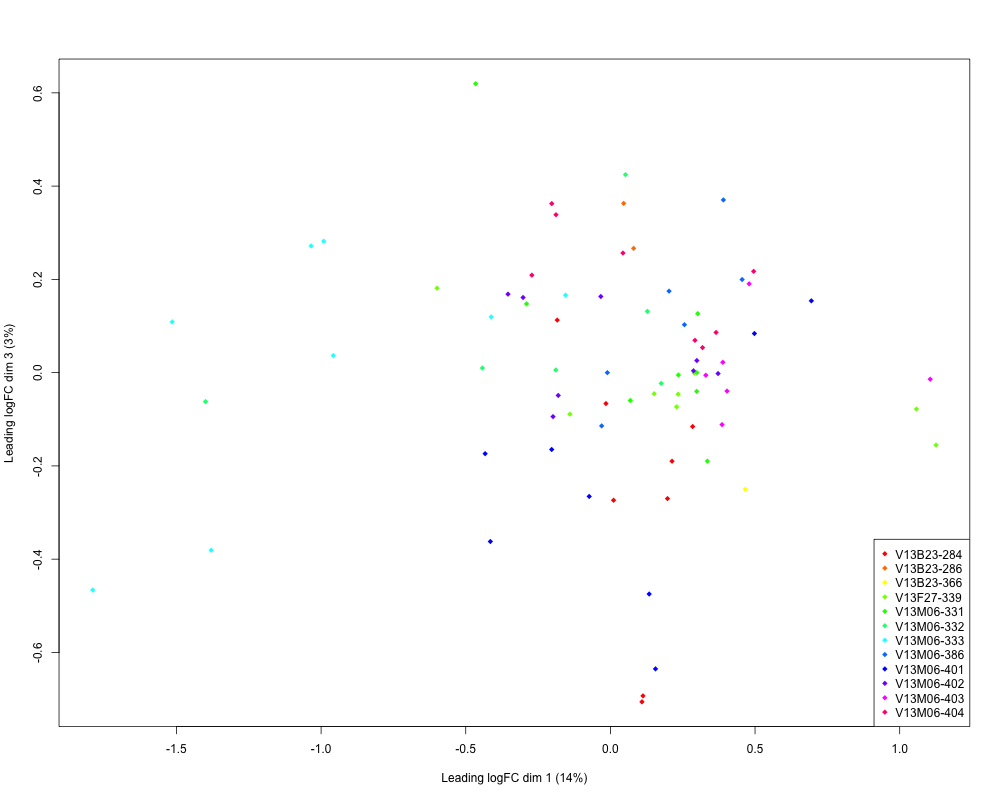 0.6
0.4
0.2
0.0
-0.2
-0.4
-0.6
Leading logFC dim 3 (3%)
V13B23-284
V13B23-286
V13B23-366
V13F27-339
V13M06-331
V13M06-332
V13M06-333
V13M06-386
V13M06-401
V13M06-402
V13M06-403
V13M06-404
-1.5 -1.0 -0.5 0.0 0.5 1.0
Leading logFC dim 1 (14%)